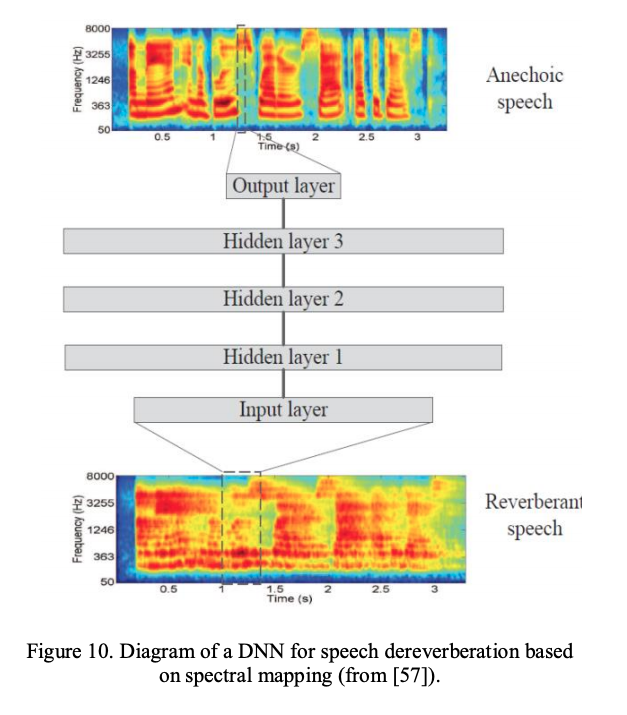 8000
3255
1246
363
50
Frequency (Hz)
0.5 1 1.5 2 2.5 3
Time (s)
Anechoic
speech
Output layer
Hidden layer 3
Hidden layer 2
Hidden layer 1
Input layer
8000
3255
1246
363
50
Frequency (Hz)
0.5 1 1.5 2 2.5 3
Time (s)
Reverberant
speech
Figure 10. Diagram of a DNN for speech dereverberation based
on spectral mapping (from [57]).